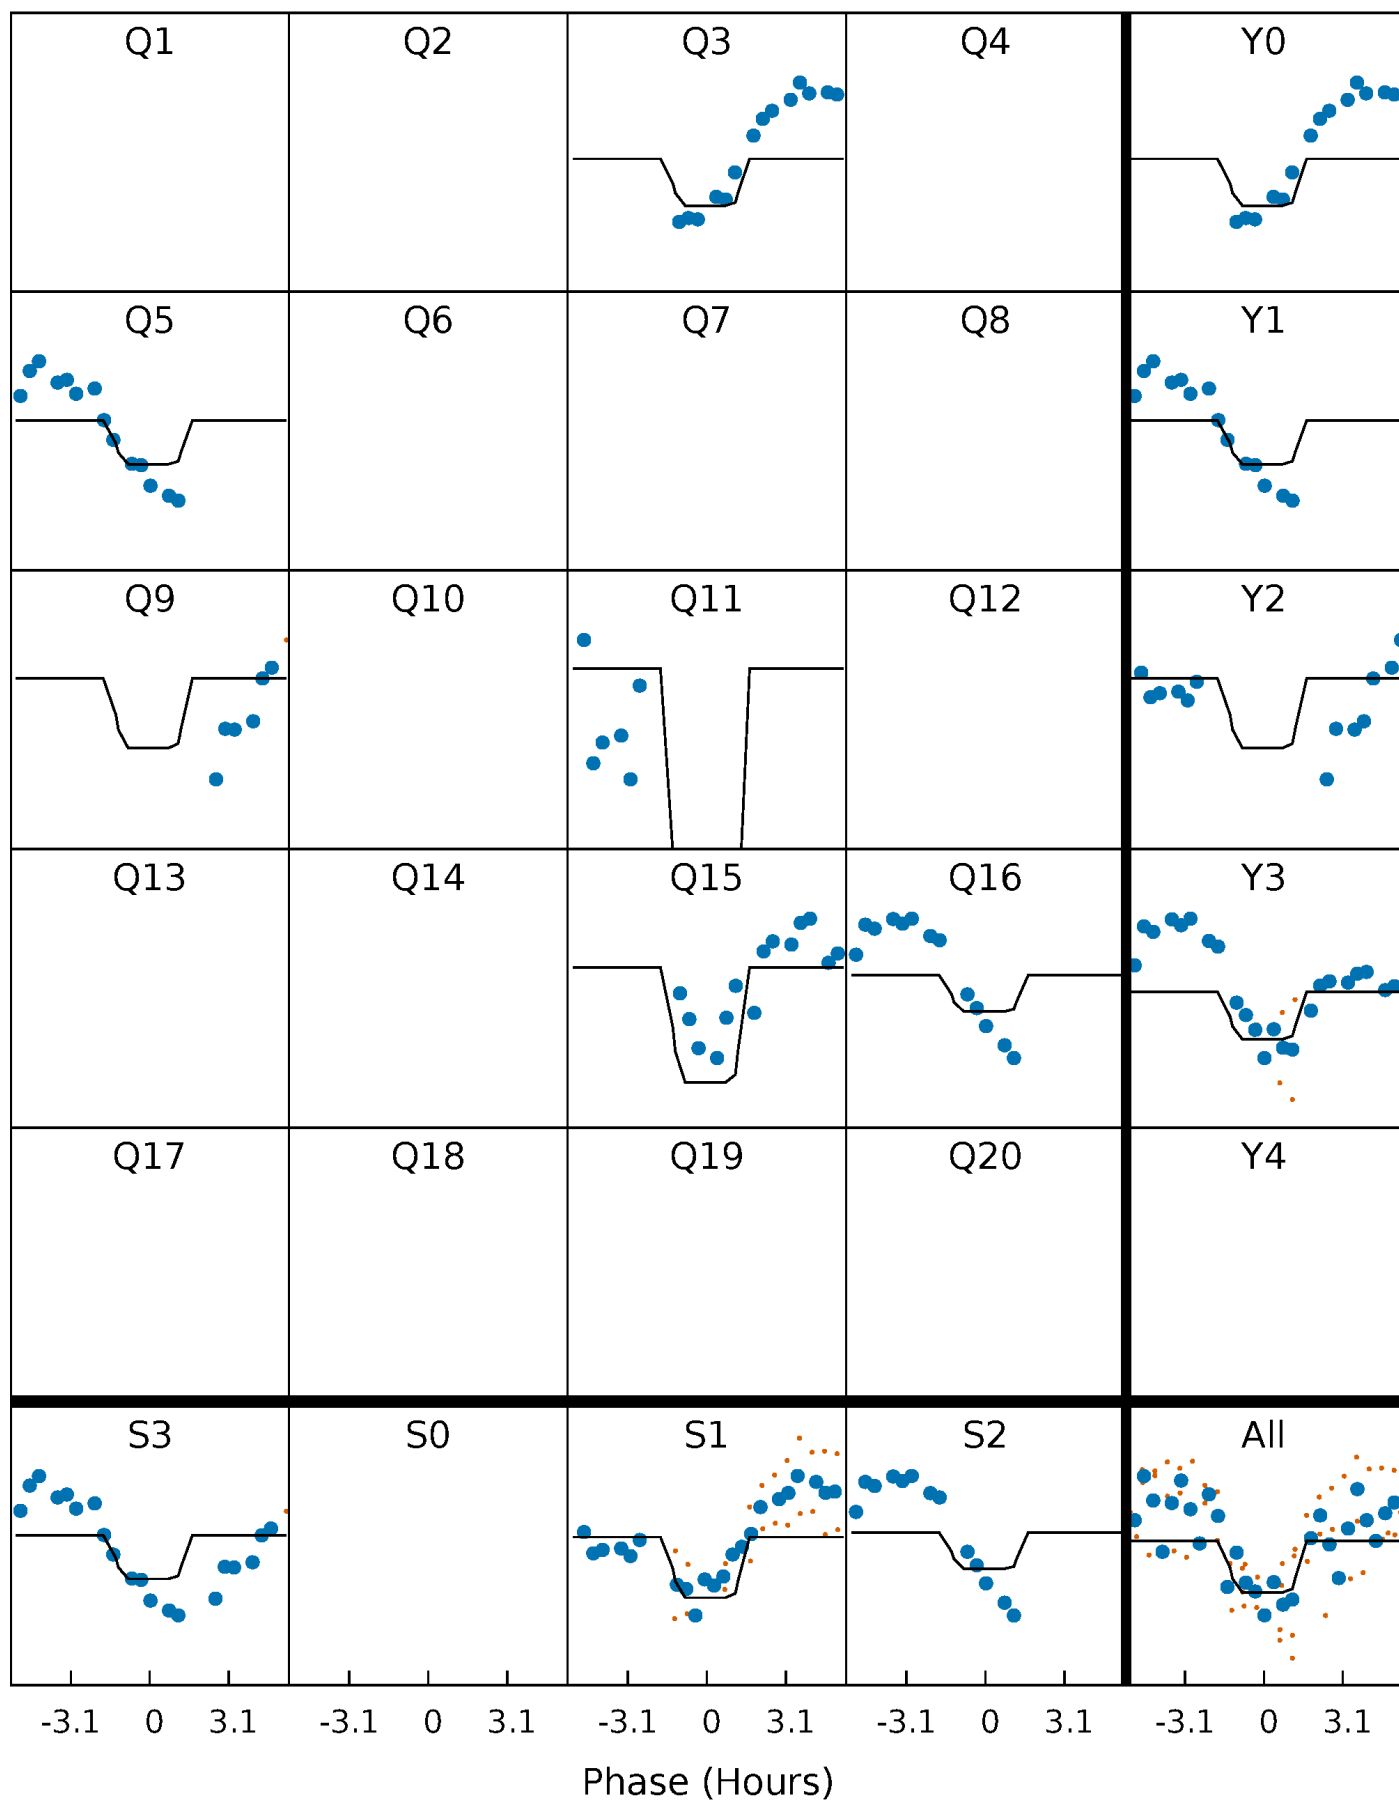 Q1 Q2 Q3 Q4 Y0
Q5 Q6 Q7 Q8 Y1
Q9 Q10 Q11 Q12 Y2
Q13 Q14 Q15 Q16 Y3
Q17 Q18 Q19 Q20 Y4
S3 S0 S1 S2 All
-3.1 0 3.1 -3.1 0 3.1 -3.1 0 3.1 -3.1 0 3.1 -3.1 0 3.1
Phase (Hours)